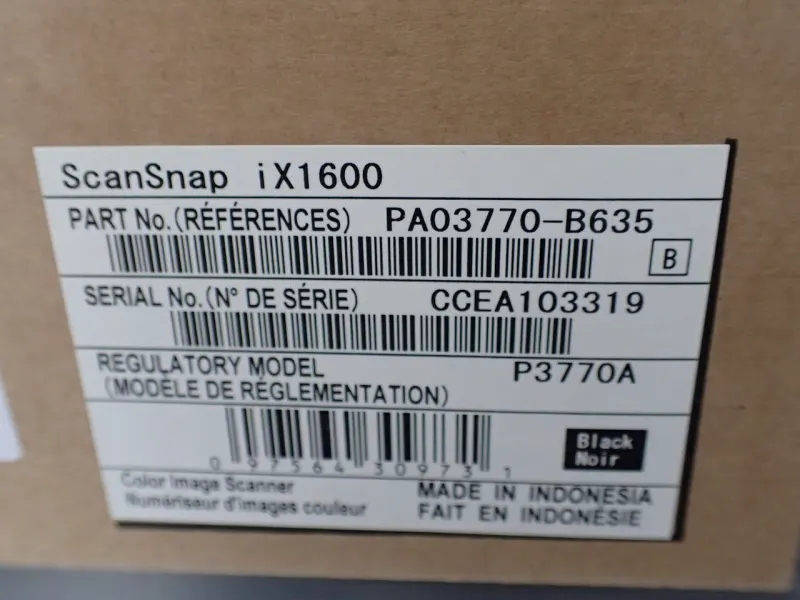 ScanSnap iX1600
PART No.(RÉFÉRENCES) PA03770-B635
B
SERIAL No.(N° DE SÉRIE) CCEA103319
REGULATORY MODEL P3770A
(MODÈLE DE RÉGLEMENTATION)
Black
Noir
0 97564 30973 1
Color Image Scanner MADE IN INDONESIA
Numériseur d'images couleur FAIT EN INDONÉSIE